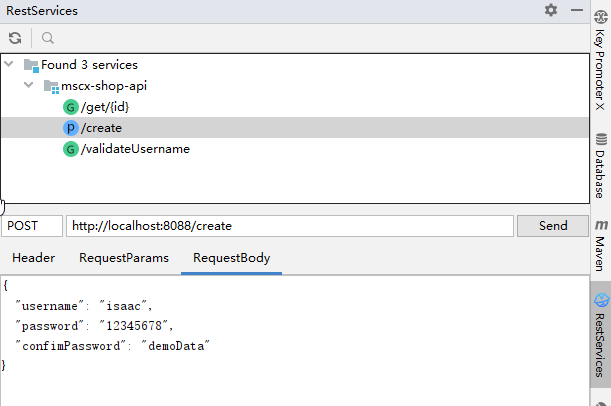 RestServices
Found 3 services
mscx-shop-api
G /get/{id}
P /create
G /validateUsername
POST http://localhost:8088/create Send
Header RequestParams RequestBody
{
"username": "isaac",
"password": "12345678",
"confimPassword": "demoData"
}
Key Promoter X
Database
m Maven
RestServices